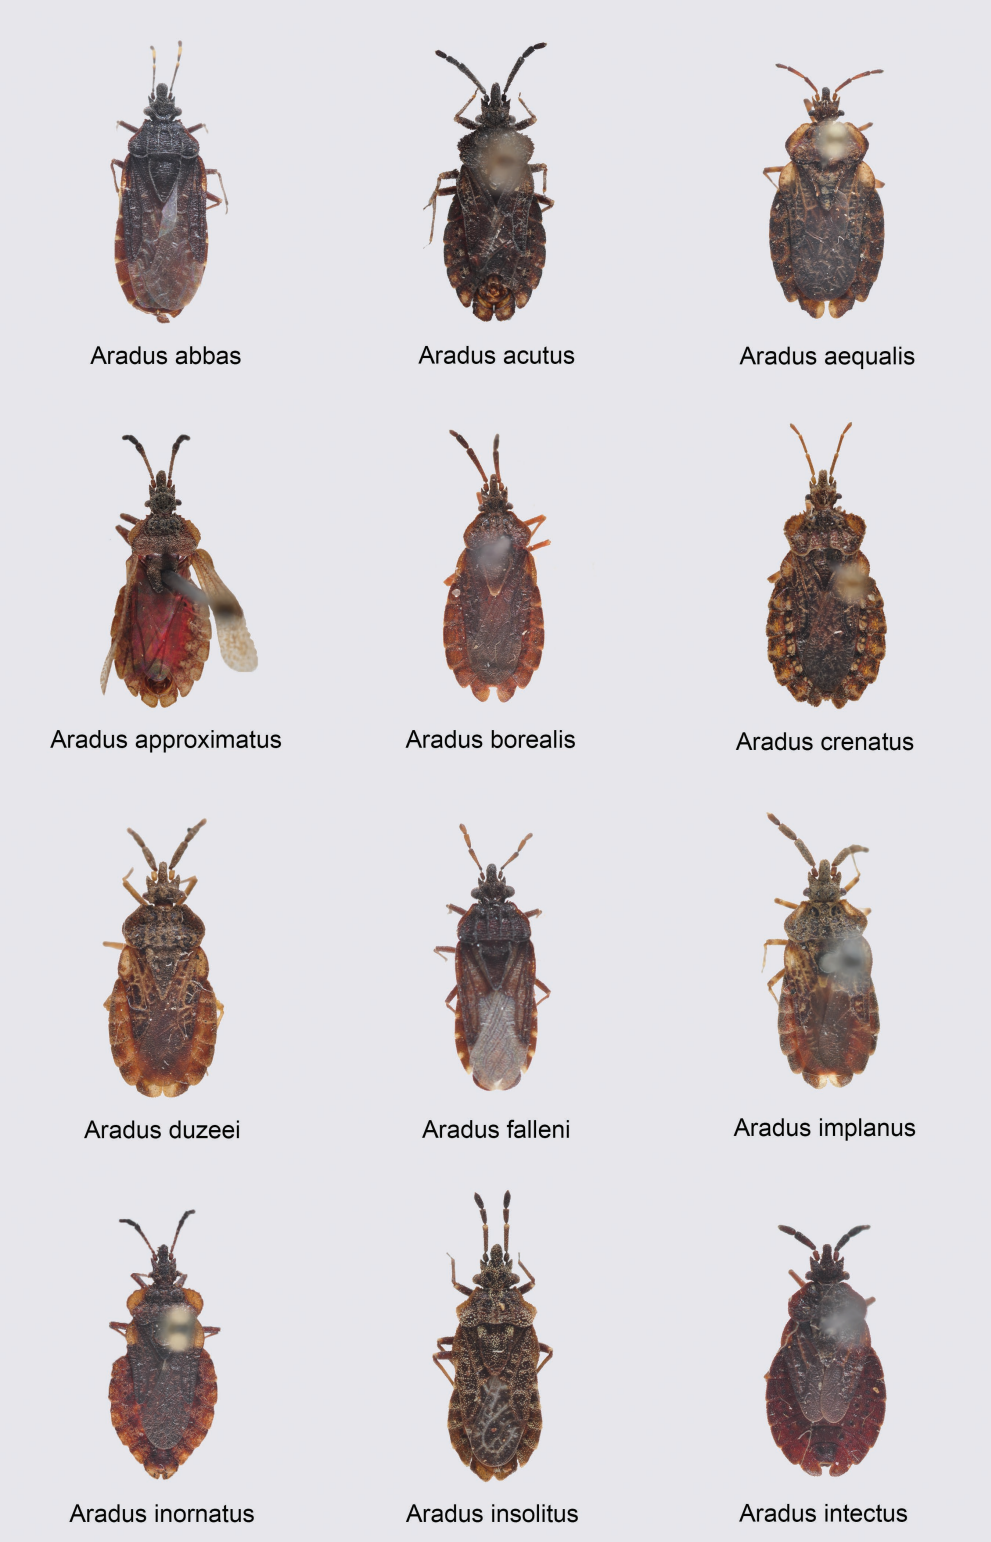 Aradus abbas
Aradus acutus
Aradus aequalis
Aradus approximatus
Aradus borealis
Aradus crenatus
Aradus duzeei
Aradus falleni
Aradus implanus
Aradus inornatus
Aradus insolitus
Aradus intectus